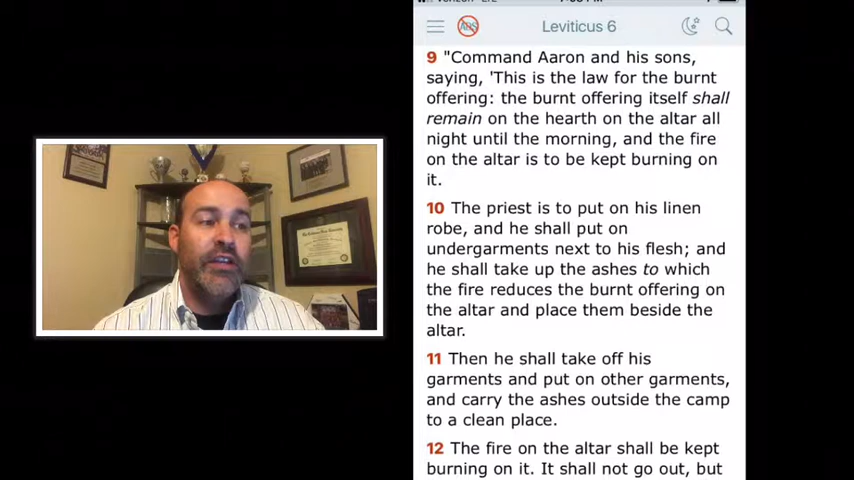 Leviticus 6
9 "Command Aaron and his sons,
saying, 'This is the law for the burnt
offering: the burnt offering itself shall
remain on the hearth on the altar all
night until the morning, and the fire
on the altar is to be kept burning on
it.
10 The priest is to put on his linen
robe, and he shall put on
undergarments next to his flesh; and
he shall take up the ashes to which
the fire reduces the burnt offering on
the altar and place them beside the
altar.
11 Then he shall take off his
garments and put on other garments,
and carry the ashes outside the camp
to a clean place.
12 The fire on the altar shall be kept
burning on it. It shall not go out, but